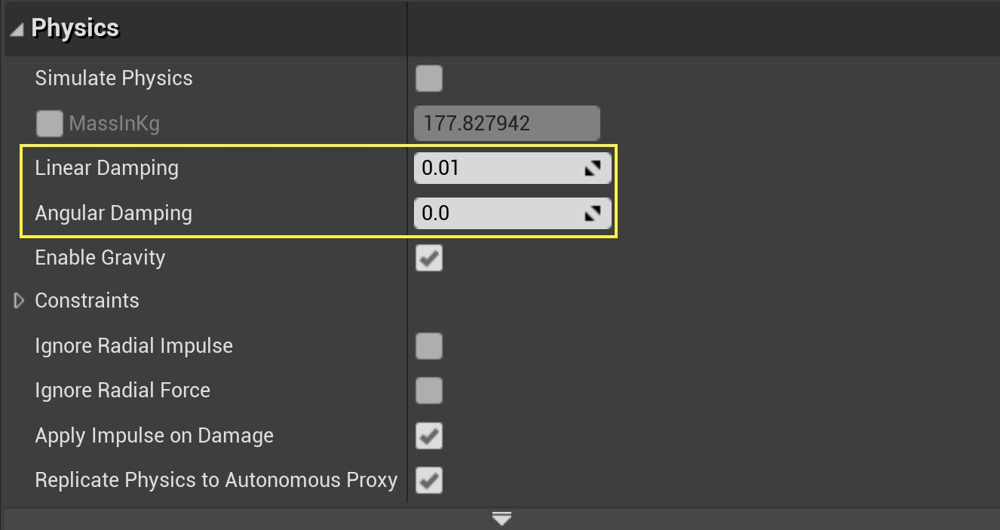 Physics
Simulate Physics
MassInKg 177.827942
Linear Damping 0.01
Angular Damping 0.0
Enable Gravity
Constraints
Ignore Radial Impulse
Ignore Radial Force
Apply Impulse on Damage
Replicate Physics to Autonomous Proxy